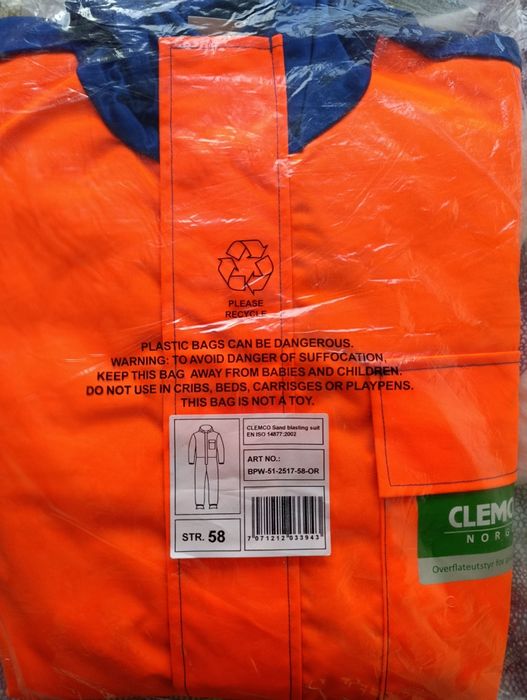 PLEASE
RECYCLE
PLASTIC BAGS CAN BE DANGEROUS.
WARNING: TO AVOID DANGER OF SUFFOCATION,
KEEP THIS BAG AWAY FROM BABIES AND CHILDREN.
DO NOT USE IN CRIBS, BEDS, CARRISGES OR PLAYPENS.
THIS BAG IS NOT A TOY.
CLEMCO Sand blasting suit
EN ISO 14877:2002
ART NO.:
BPW-51-2517-58-OR
STR. 58
7071212033943
CLEMC
NORG
Overflateutstyr for